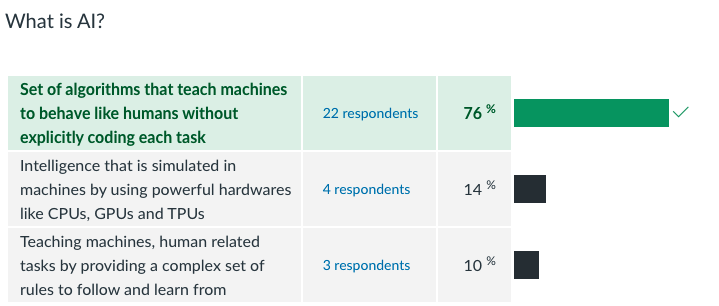 What is AI?
Set of algorithms that teach machines
to behave like humans without
explicitly coding each task
22 respondents
76 %
Intelligence that is simulated in
machines by using powerful hardwares
like CPUs, GPUs and TPUs
4 respondents
14 %
Teaching machines, human related
tasks by providing a complex set of
rules to follow and learn from
3 respondents
10 %